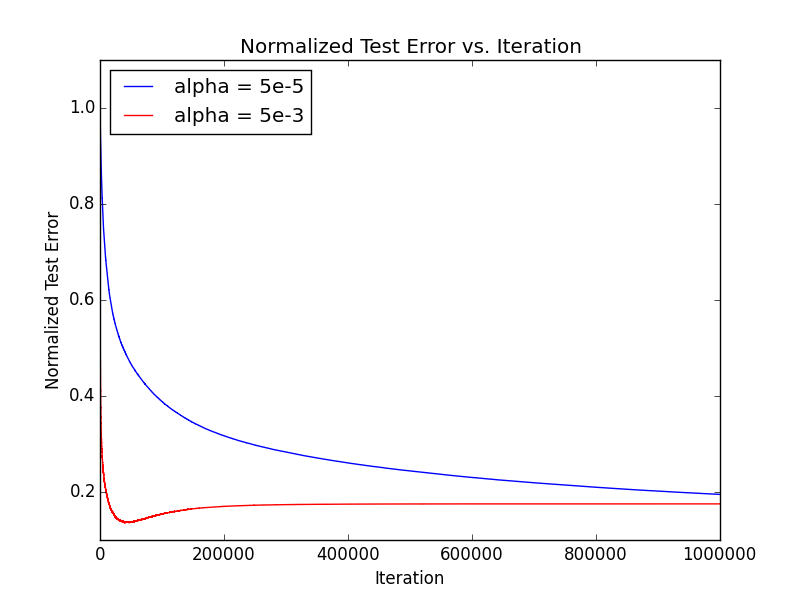 Normalized Test Error vs. Iteration
alpha = 5e-5
alpha = 5e-3
Normalized Test Error
1.0
0.8
0.6
0.4
0.2
0 200000 400000 600000 800000 1000000
Iteration